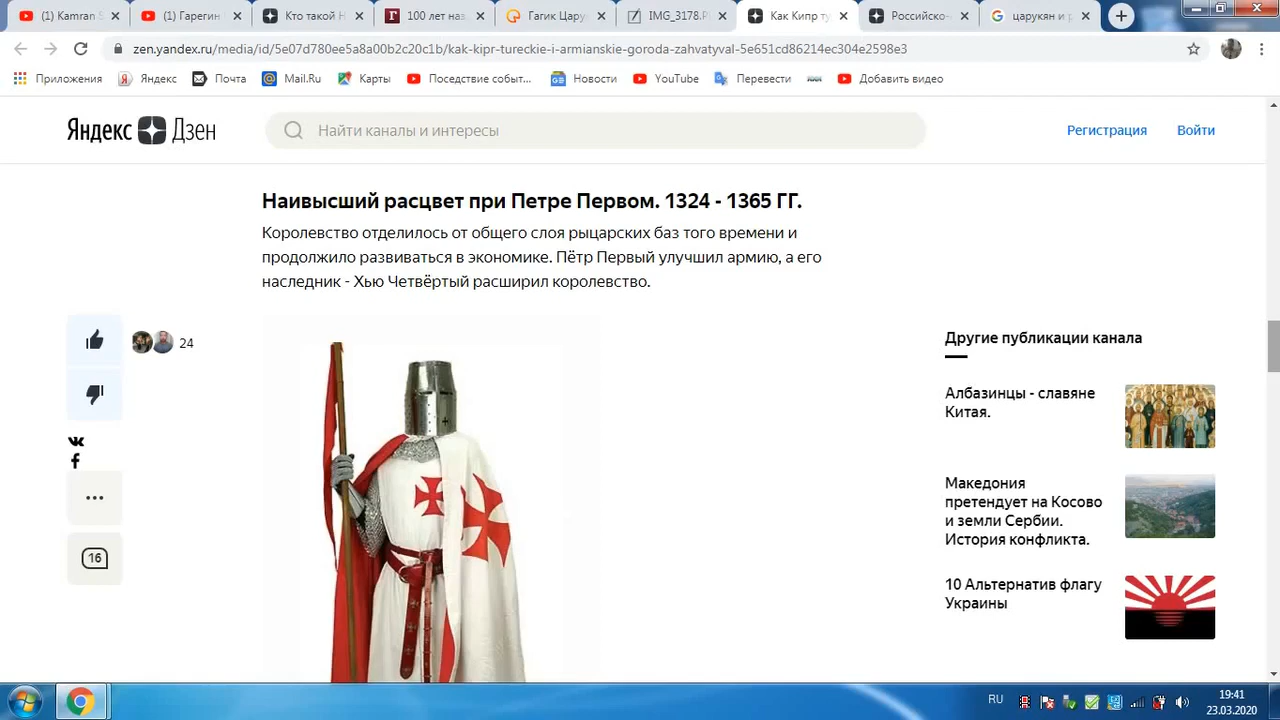 (1) Kamran S
(1) Гарегин
Кто такой Н
100 лет наз
Гагик Цару
IMG_3178.m
Как Кипр ту
Российско-
царукян и р
zen.yandex.ru/media/id/5e07d780ee5a8a00b2c20c1b/kak-kipr-tureckie-i-armianskie-goroda-zahvatyval-5e651cd86214ec304e2598e3
Приложения
Яндекс
Почта
Mail.Ru
Карты
Последствие событ...
Новости
YouTube
Перевести
Добавить видео
Яндекс Дзен
Найти каналы и интересы
Регистрация
Войти
Наивысший расцвет при Петре Первом. 1324 - 1365 ГГ.
Королевство отделилось от общего слоя рыцарских баз того времени и
продолжило развиваться в экономике. Пётр Первый улучшил армию, а его
наследник - Хью Четвёртый расширил королевство.
24
16
Другие публикации канала
Албазинцы - славяне
Китая.
Македония
претендует на Косово
и земли Сербии.
История конфликта.
10 Альтернатив флагу
Украины
RU
19:41
23.03.2020